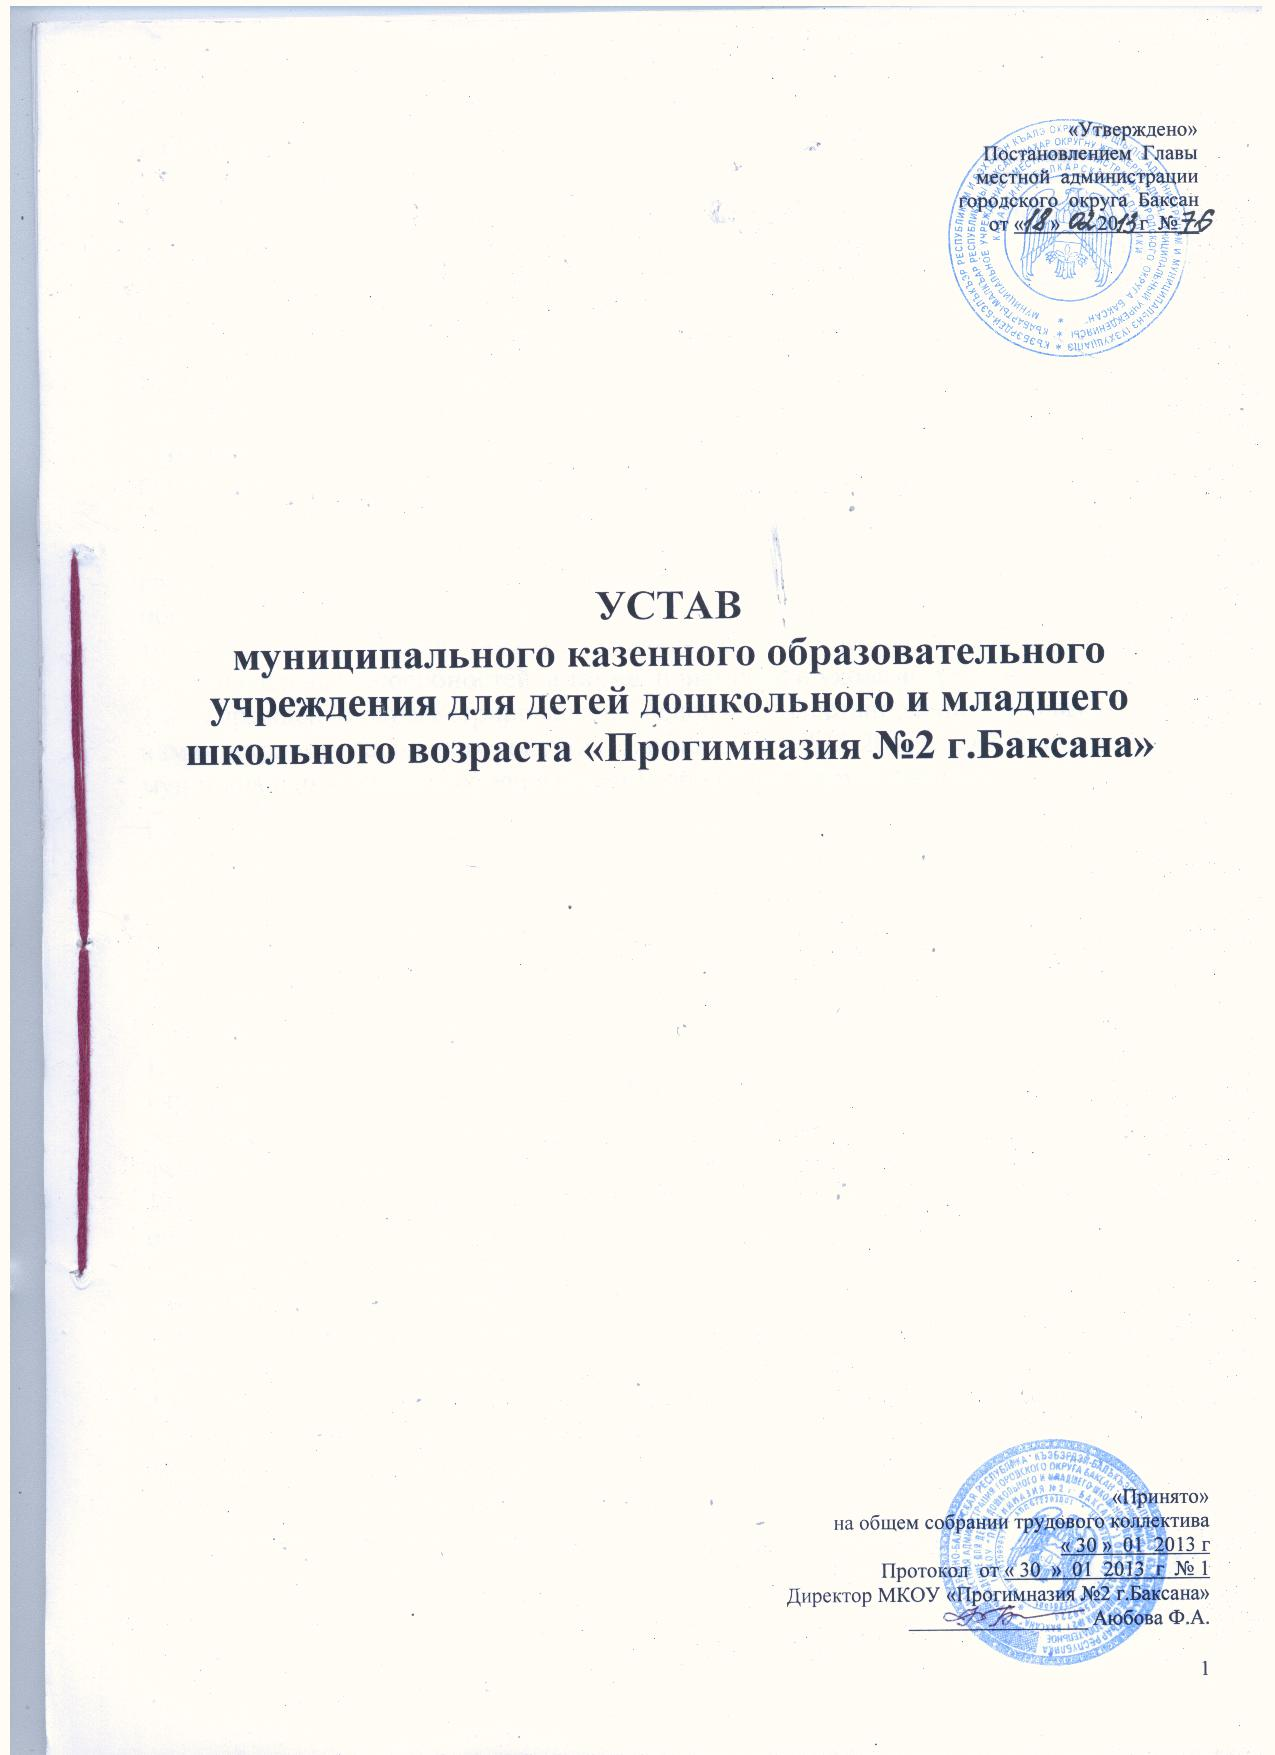 «Утверждено»
Постановлением Главы
местной администрации
городского округа Баксан
от «18» 02 2013 г №76
УСТАВ
муниципального казенного образовательного
учреждения для детей дошкольного и младшего
школьного возраста «Прогимназия №2 г.Баксана»
«Принято»
на общем собрании трудового коллектива
« 30 » 01 2013 г
Протокол от « 30 » 01 2013 г № 1
Директор МКОУ «Прогимназия №2 г.Баксана»
Аюбова Ф.А.
1